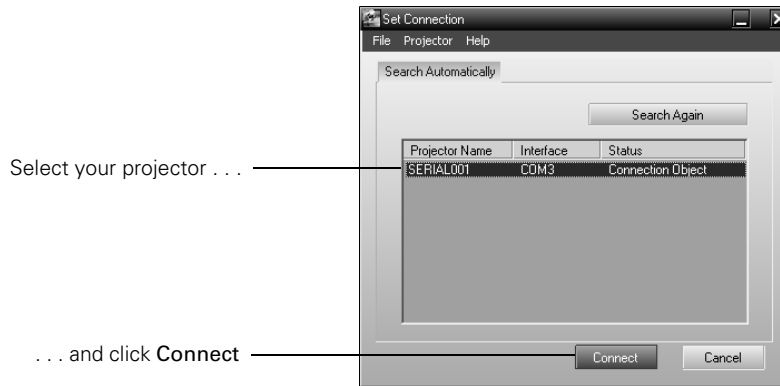 Set Connection
File Projector Help
Search Automatically
Search Again
Projector Name Interface Status
Select your projector . . .
SERIAL001 COM3 Connection Object
. . . and click Connect
Connect Cancel